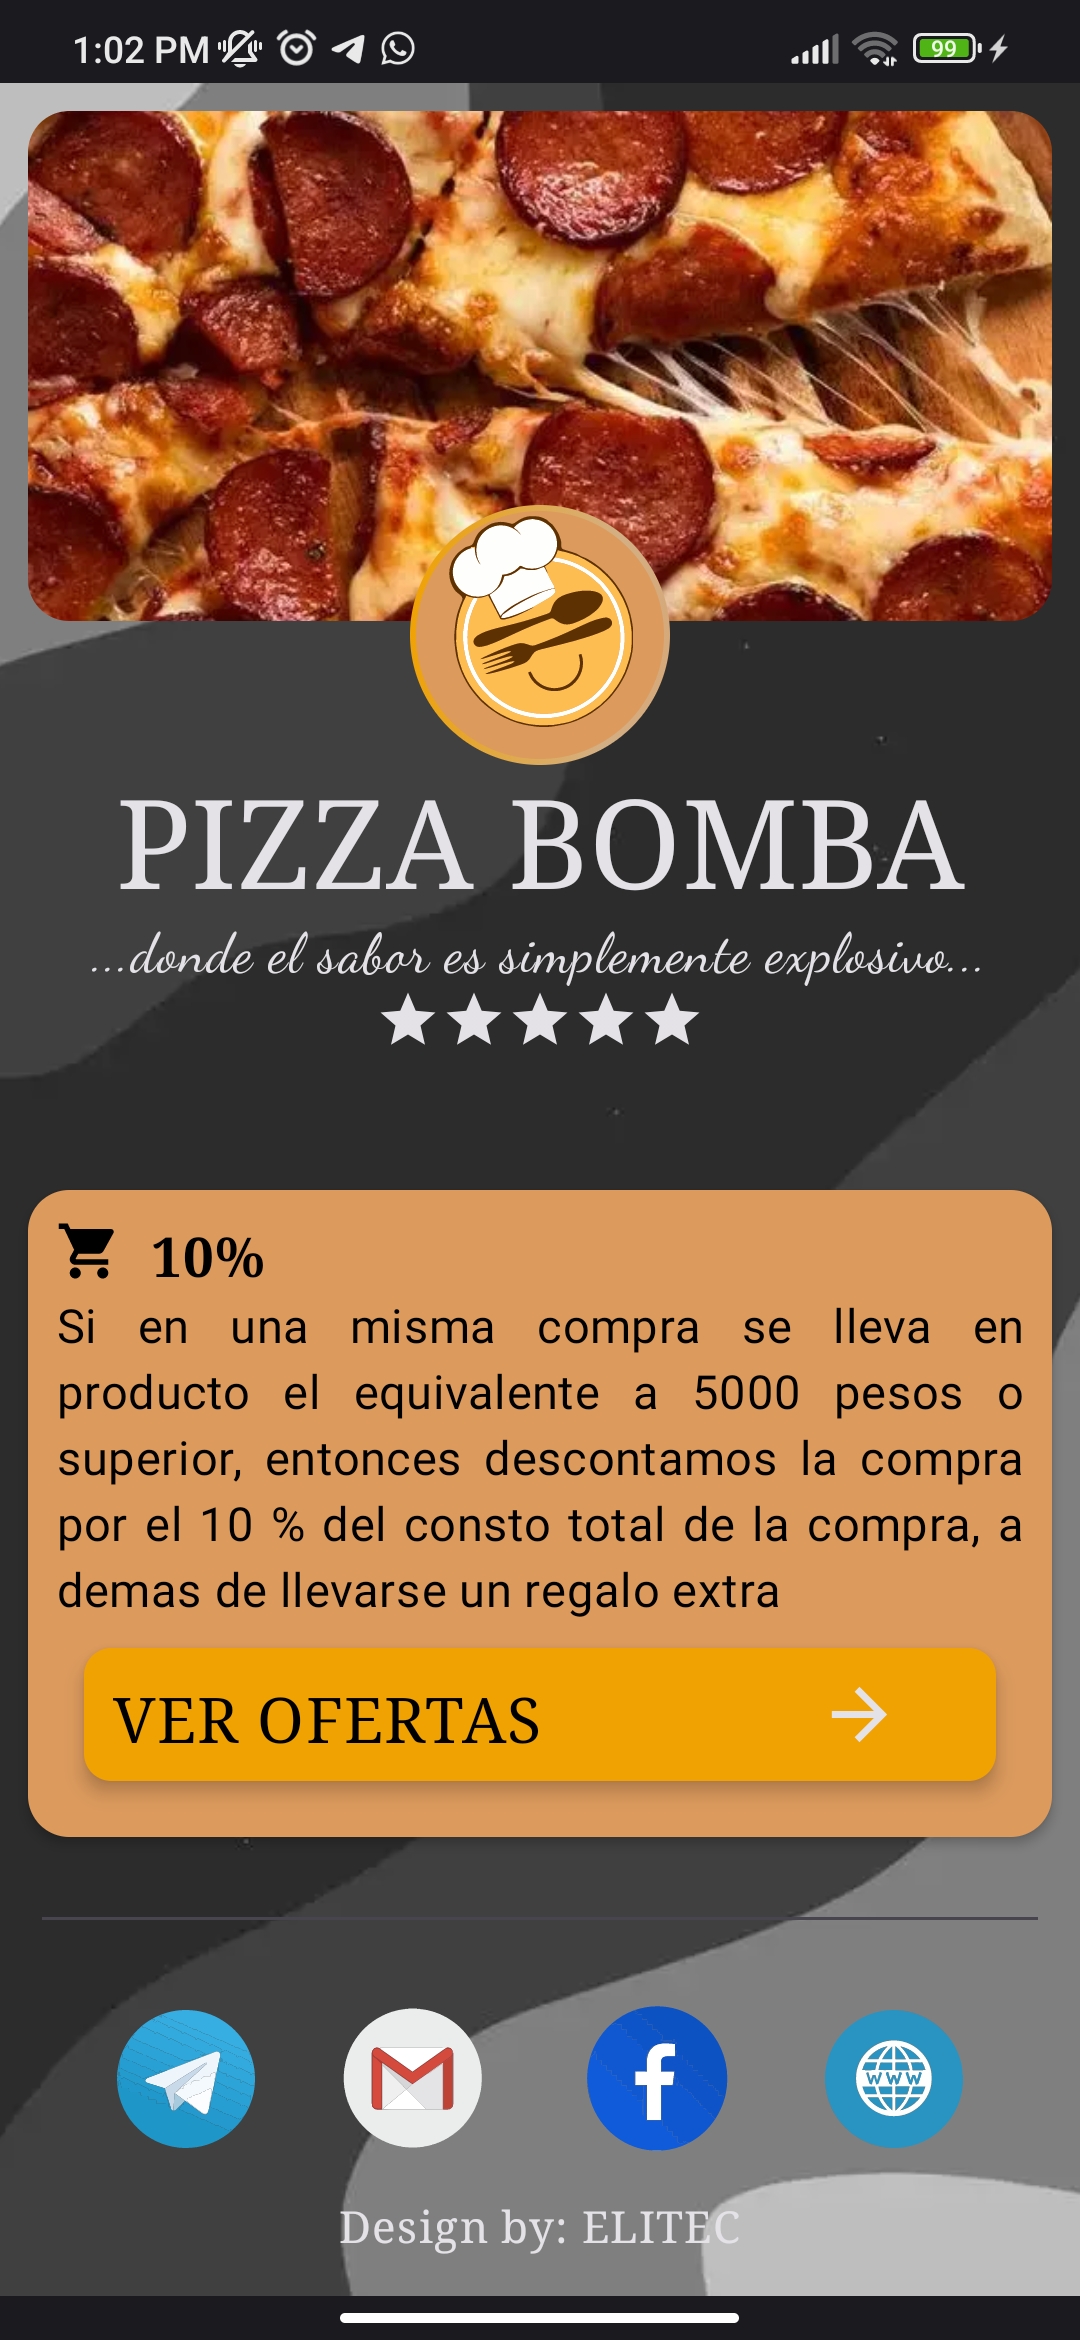 1:02 PM
99
PIZZA BOMBA
...donde el sabor es simplemente explosivo...
10%
Si en una misma compra se lleva en
producto el equivalente a 5000 pesos o
superior, entonces descontamos la compra
por el 10 % del consto total de la compra, a
demas de llevarse un regalo extra
VER OFERTAS
WWW
Design by: ELITEC